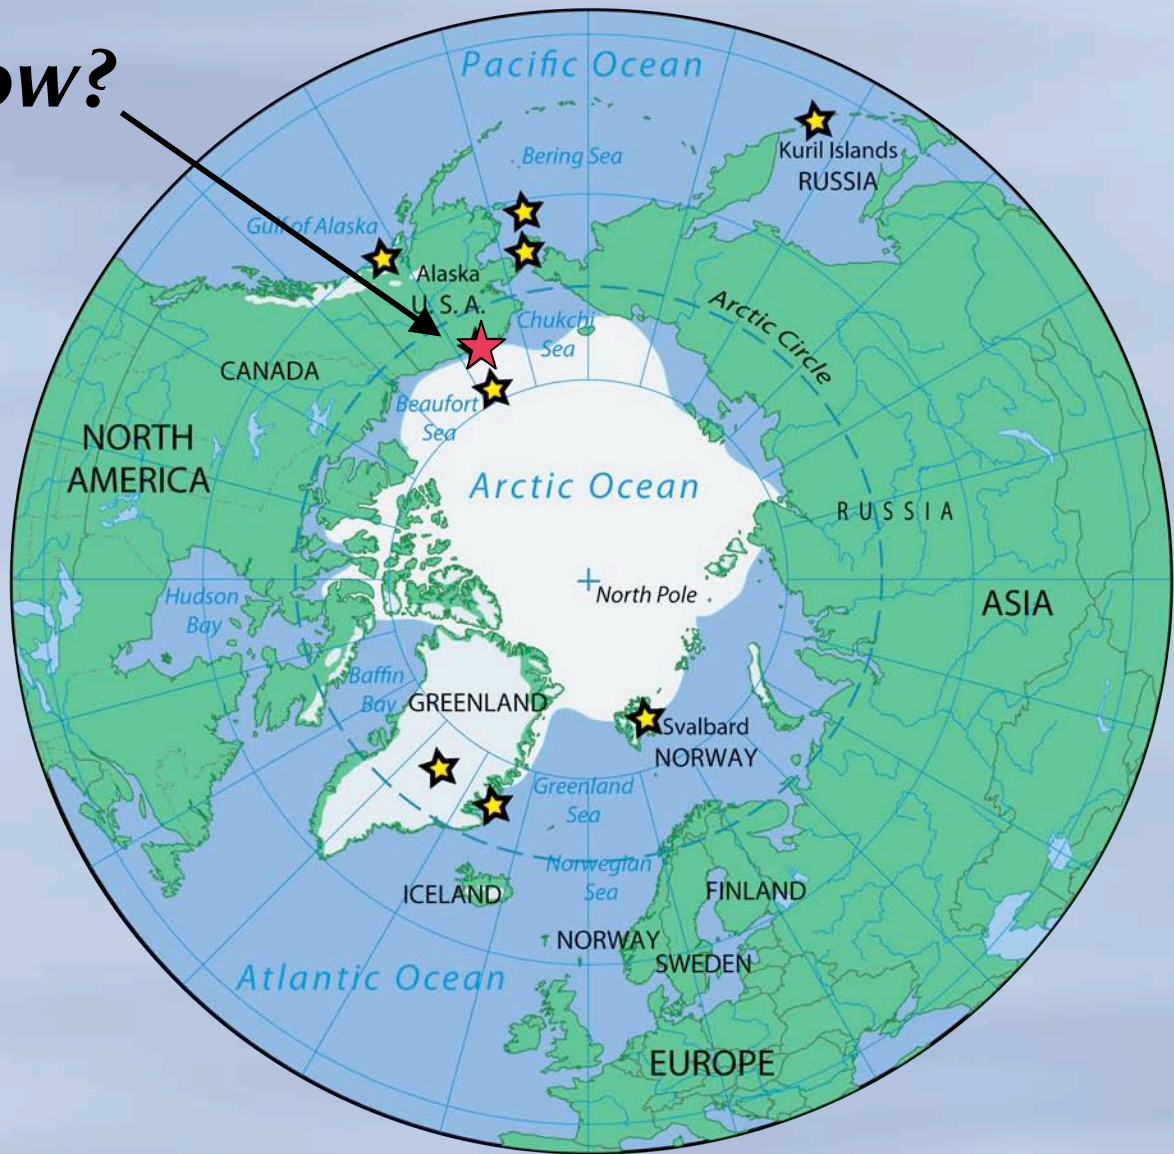 ow?
Pacific Ocean
Kuril Islands
RUSSIA
Bering Sea
Gulf of Alaska
Alaska
U. S. A.
Chukchi
Sea
Arctic Circle
CANADA
Beaufort
Sea
NORTH
AMERICA
Arctic Ocean
RUSSIA
North Pole
Hudson
Bay
ASIA
Baffin
Bay
GREENLAND
Svalbard
NORWAY
Greenland
Sea
Norwegian
Sea
ICELAND
FINLAND
NORWAY
SWEDEN
Atlantic Ocean
EUROPE